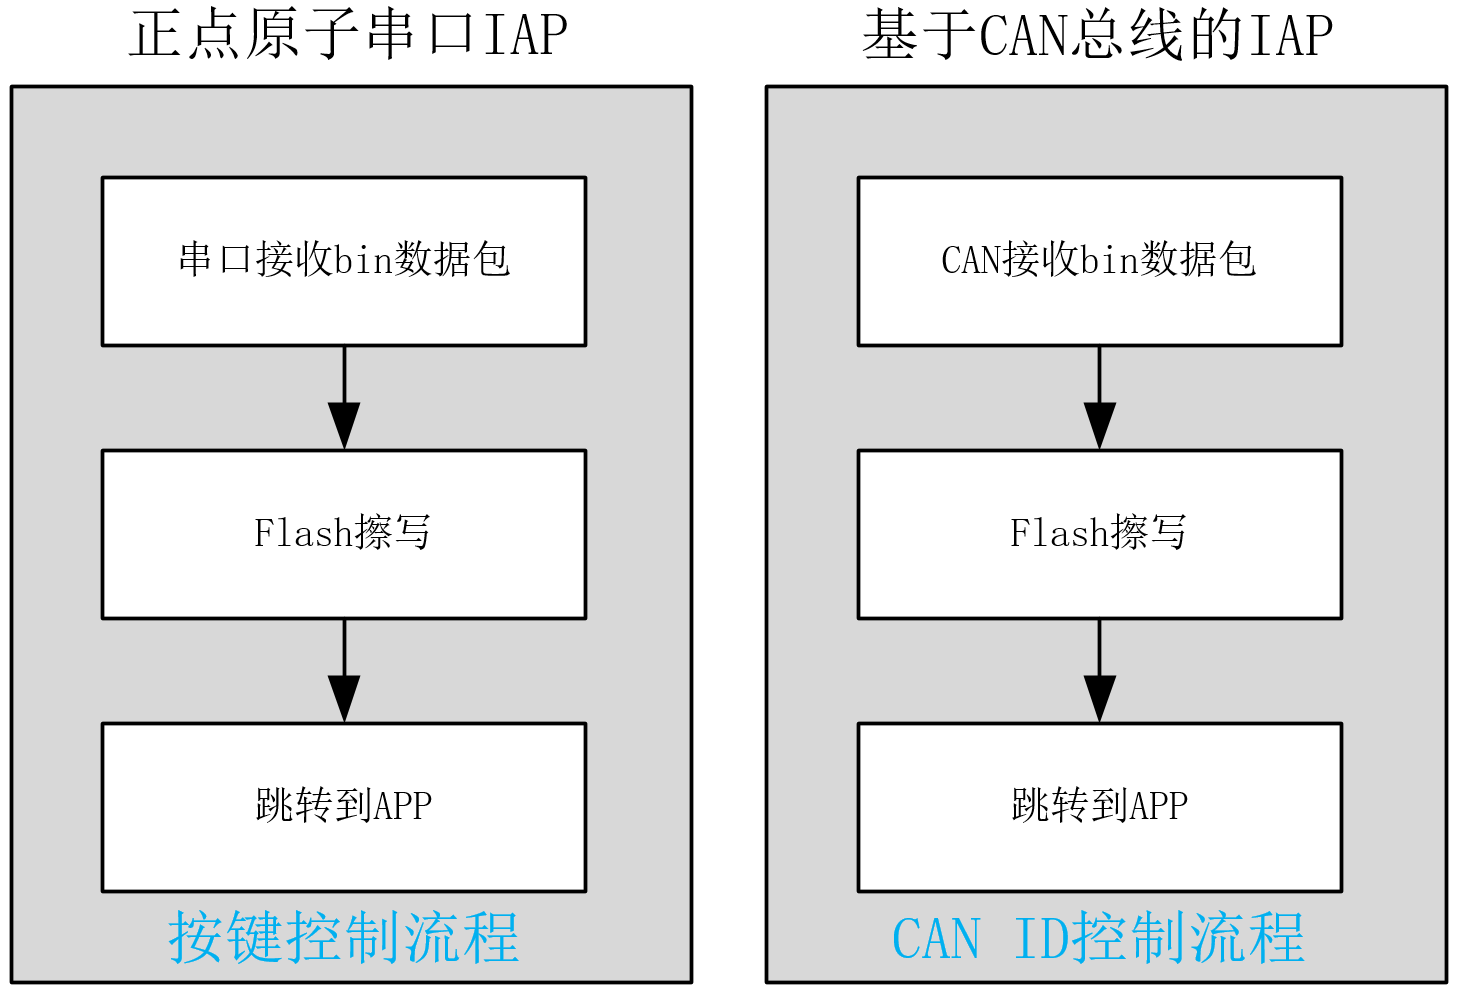 正点原子串口IAP
串口接收bin数据包
Flash擦写
跳转到APP
按键控制流程
基于CAN总线的IAP
CAN接收bin数据包
Flash擦写
跳转到APP
CAN ID控制流程